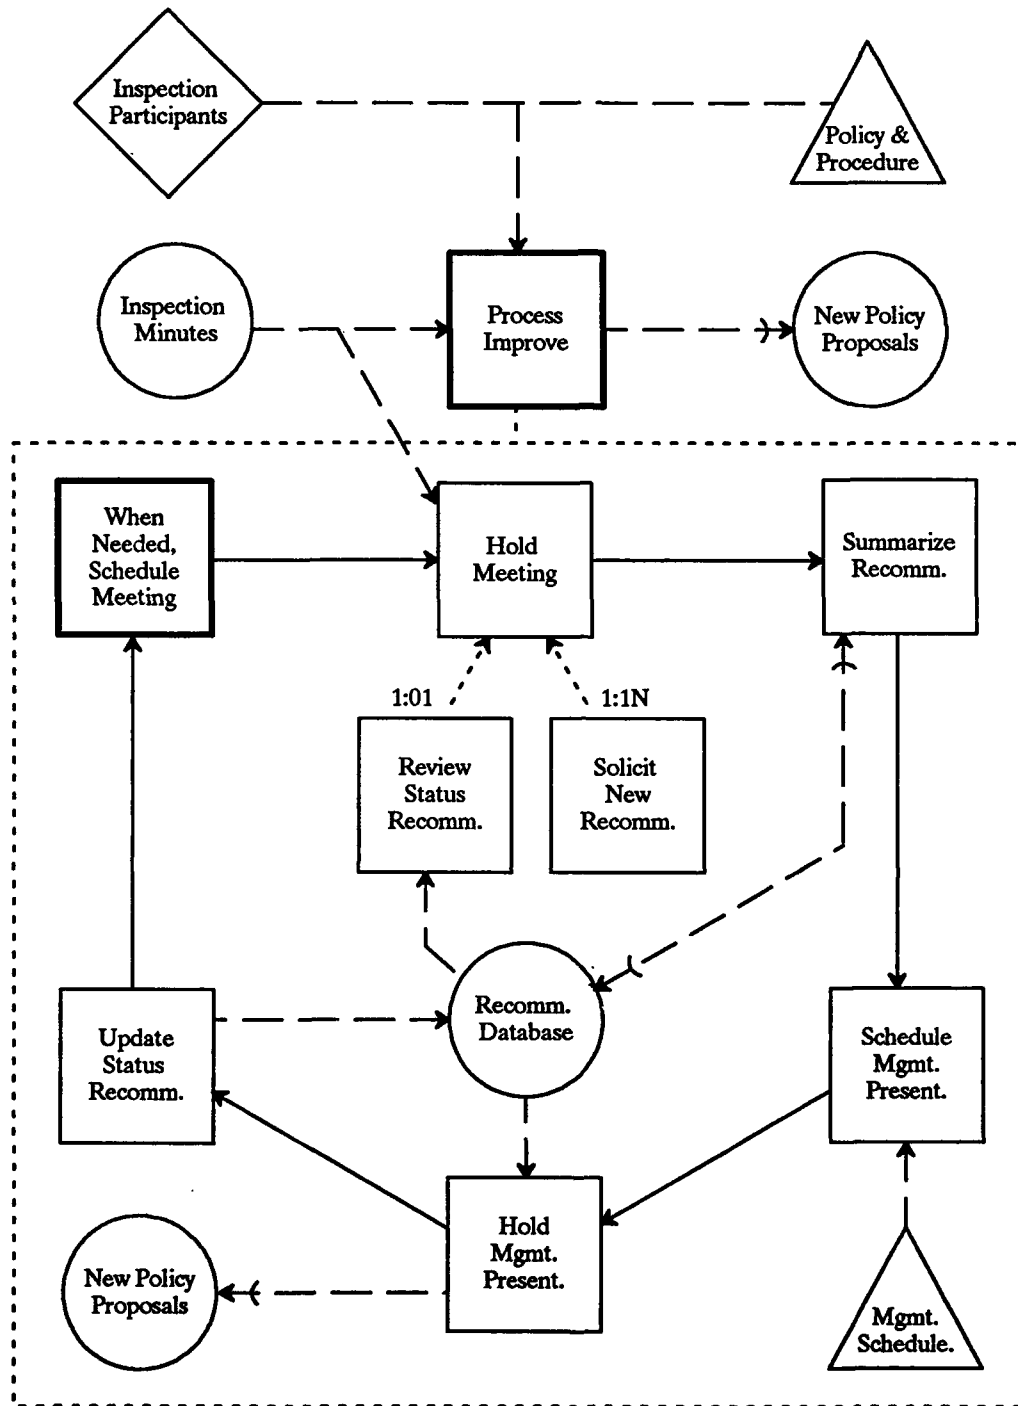 Inspection
Participants
Policy &
Procedure
Inspection
Minutes
Process
Improve
New Policy
Proposals
When
Needed,
Schedule
Meeting
Hold
Meeting
Summarize
Recomm.
1:01
1:1N
Review
Status
Recomm.
Solicit
New
Recomm.
Recomm.
Database
Update
Status
Recomm.
Schedule
Mgmt.
Present.
Hold
Mgmt.
Present.
New Policy
Proposals
Mgmt.
Schedule.